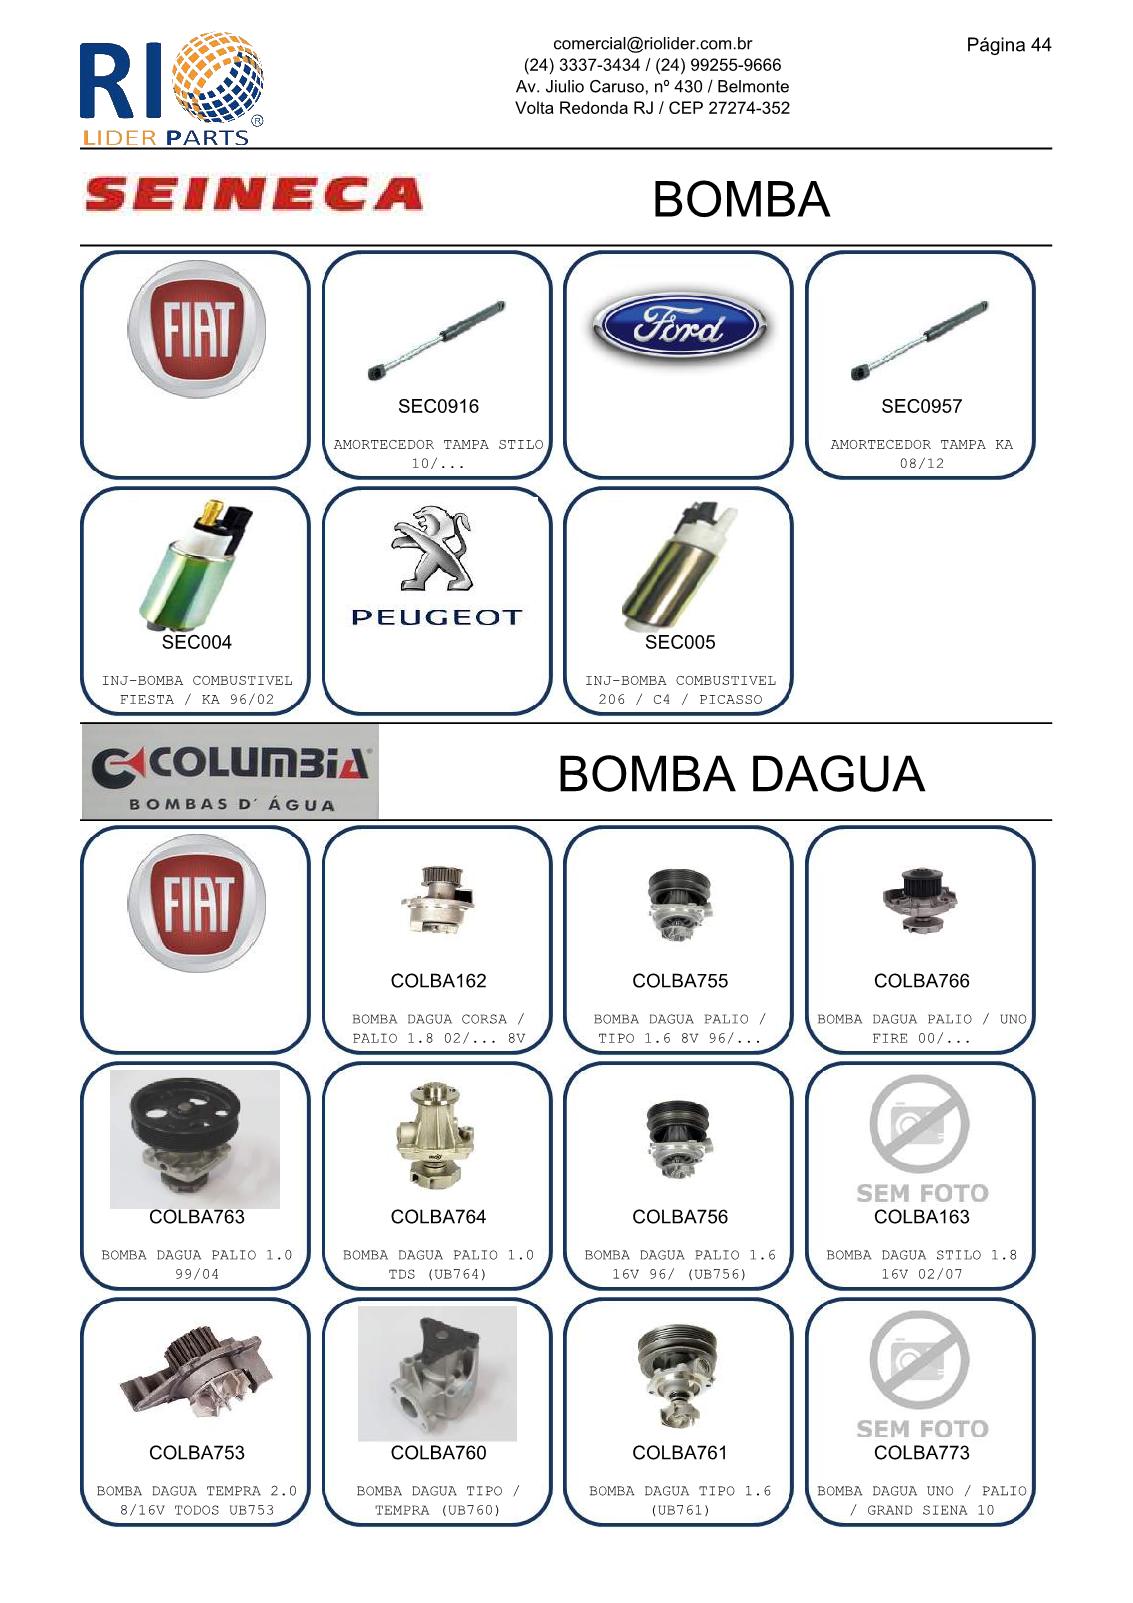 RIO
LIDER PARTS
®
comercial@riolider.com.br
(24) 3337-3434 / (24) 99255-9666
Av. Jiulio Caruso, nº 430 / Belmonte
Volta Redonda RJ / CEP 27274-352
Página 44
SEINECA
BOMBA
FIAT
SEC0916
AMORTECEDOR TAMPA STILO
10/...
Ford
SEC0957
AMORTECEDOR TAMPA KA
08/12
SEC004
INJ-BOMBA COMBUSTIVEL
FIESTA / KA 96/02
PEUGEOT
SEC005
INJ-BOMBA COMBUSTIVEL
206 / C4 / PICASSO
COLUMBIA®
BOMBAS D´ÁGUA
BOMBA DAGUA
FIAT
COLBA162
BOMBA DAGUA CORSA /
PALIO 1.8 02/... 8V
COLBA755
BOMBA DAGUA PALIO /
TIPO 1.6 8V 96/...
COLBA766
BOMBA DAGUA PALIO / UNO
FIRE 00/...
COLBA763
BOMBA DAGUA PALIO 1.0
99/04
COLBA764
BOMBA DAGUA PALIO 1.0
TDS (UB764)
COLBA756
BOMBA DAGUA PALIO 1.6
16V 96/ (UB756)
SEM FOTO
COLBA163
BOMBA DAGUA STILO 1.8
16V 02/07
COLBA753
BOMBA DAGUA TEMPRA 2.0
8/16V TODOS UB753
COLBA760
BOMBA DAGUA TIPO /
TEMPRA (UB760)
COLBA761
BOMBA DAGUA TIPO 1.6
(UB761)
SEM FOTO
COLBA773
BOMBA DAGUA UNO / PALIO
/ GRAND SIENA 10